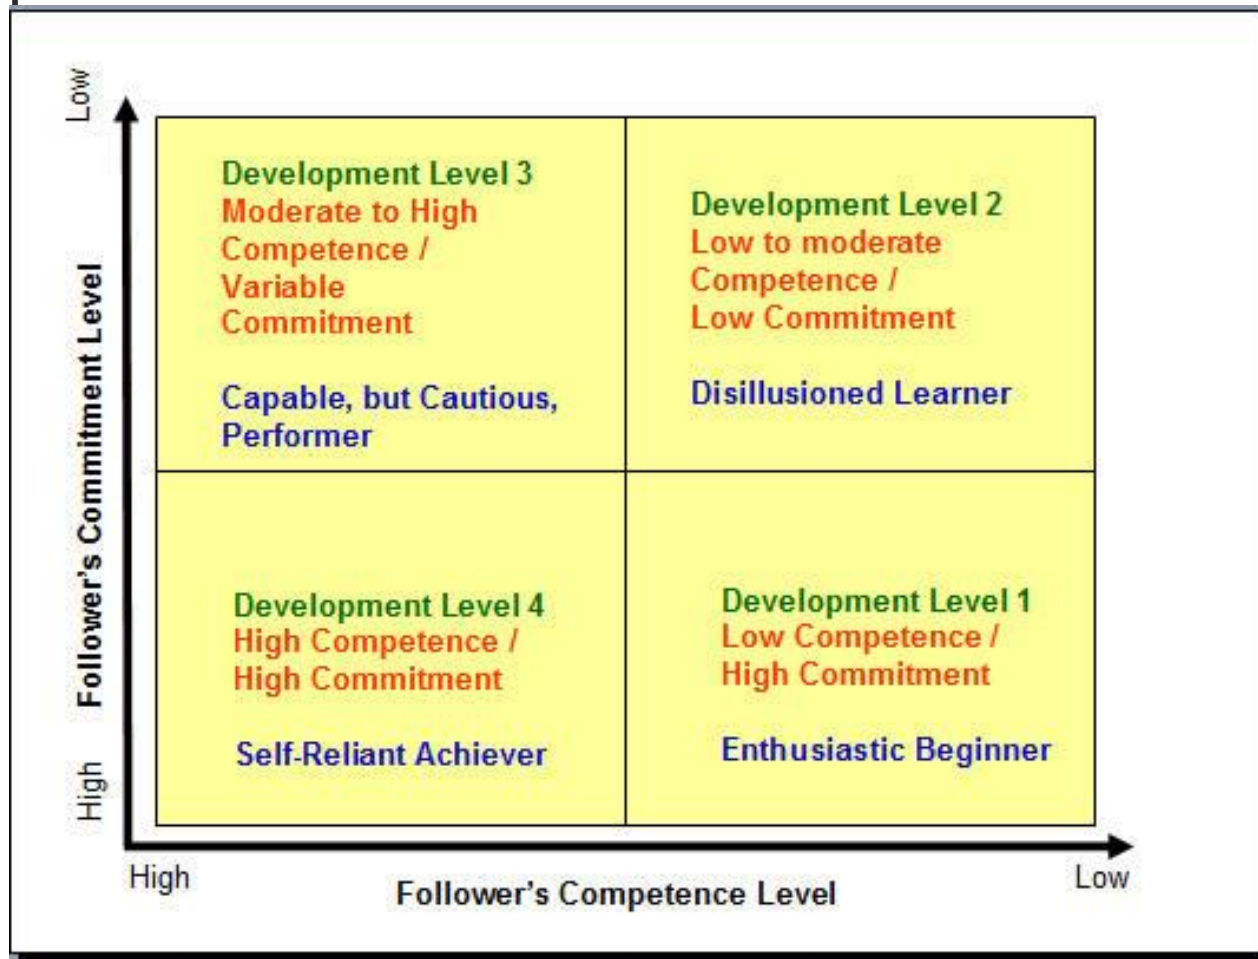 Low
Follower's Commitment Level
High
Development Level 3
Moderate to High
Competence /
Variable
Commitment
Capable, but Cautious,
Performer
Development Level 2
Low to moderate
Competence /
Low Commitment
Disillusioned Learner
Development Level 4
High Competence /
High Commitment
Self-Reliant Achiever
Development Level 1
Low Competence /
High Commitment
Enthusiastic Beginner
High
Follower's Competence Level
Low